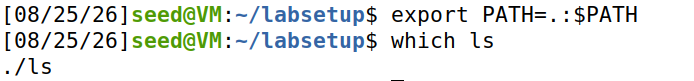 [08/25/26]seed@VM:~/labsetup$ export PATH=.:$PATH
[08/25/26]seed@VM:~/labsetup$ which ls
./ls